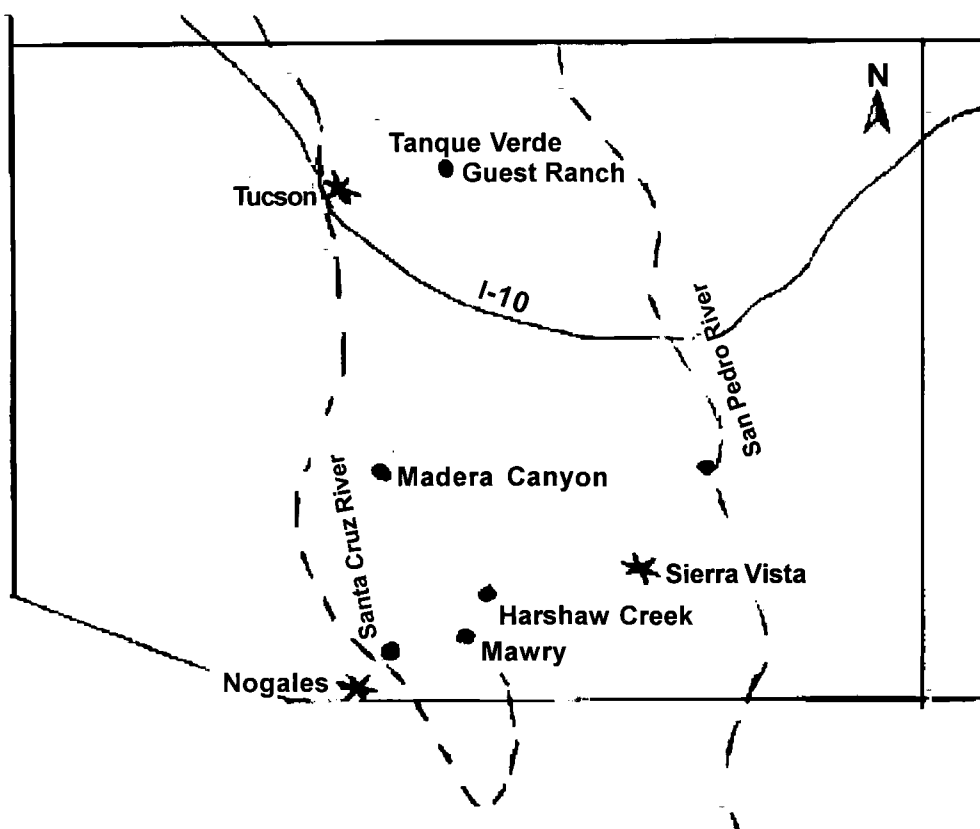 N
Tanque Verde
Guest Ranch
Tucson
I-10
San Pedro River
Madera Canyon
Santa Cruz River
Sierra Vista
Harshaw Creek
Mawry
Nogales